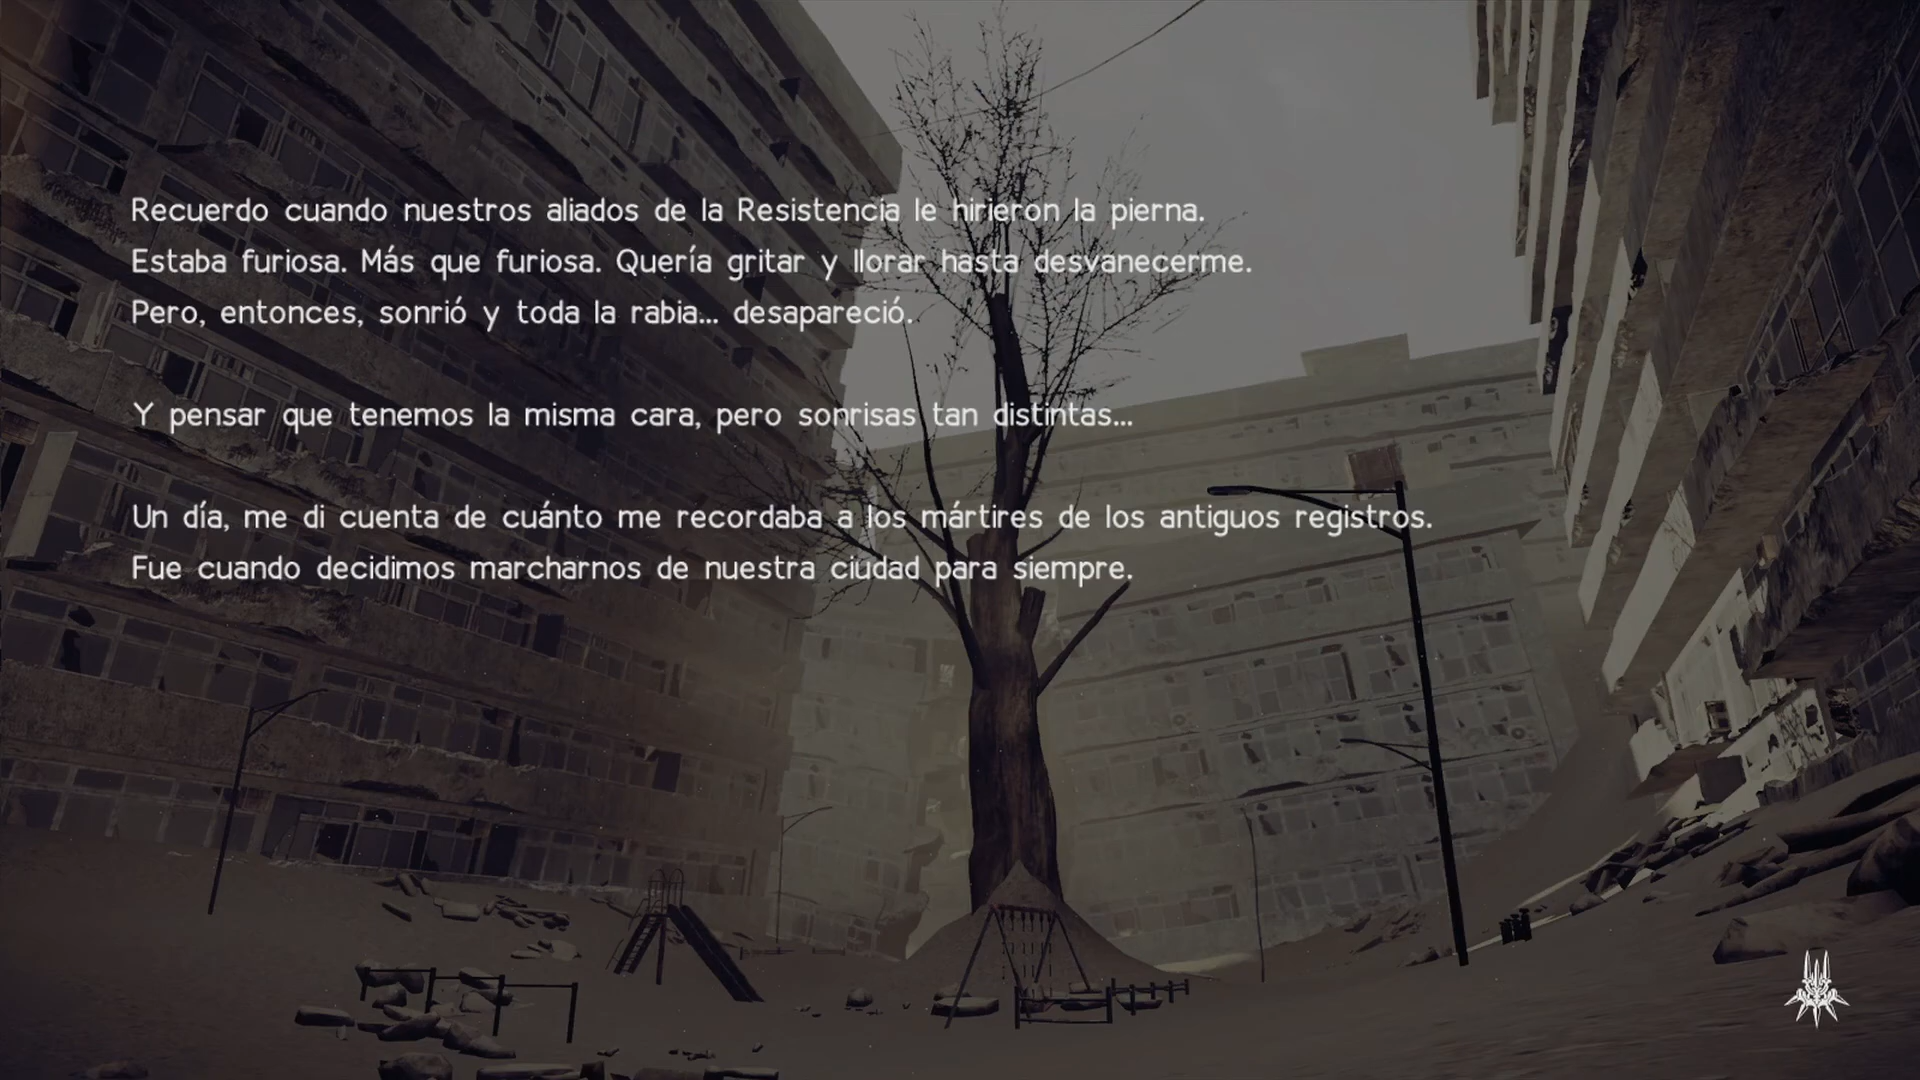 Recuerdo cuando nuestros aliados de la Resistencia le hirieron la pierna.
Estaba furiosa. Más que furiosa. Quería gritar y llorar hasta desvanecerme.
Pero, entonces, sonrió y toda la rabia... desapareció.
Y pensar que tenemos la misma cara, pero sonrisas tan distintas...
Un día, me di cuenta de cuánto me recordaba a los mártires de los antiguos registros.
Fue cuando decidimos marcharnos de nuestra ciudad para siempre.